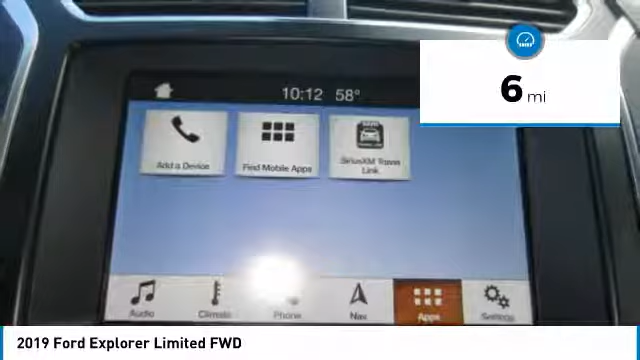 6 mi
10:12 58°
Add a Device
Find Mobile Apps
SiriusXM Travel
Link
Audio
Climate
Phone
Nav
Apps
Settings
2019 Ford Explorer Limited FWD